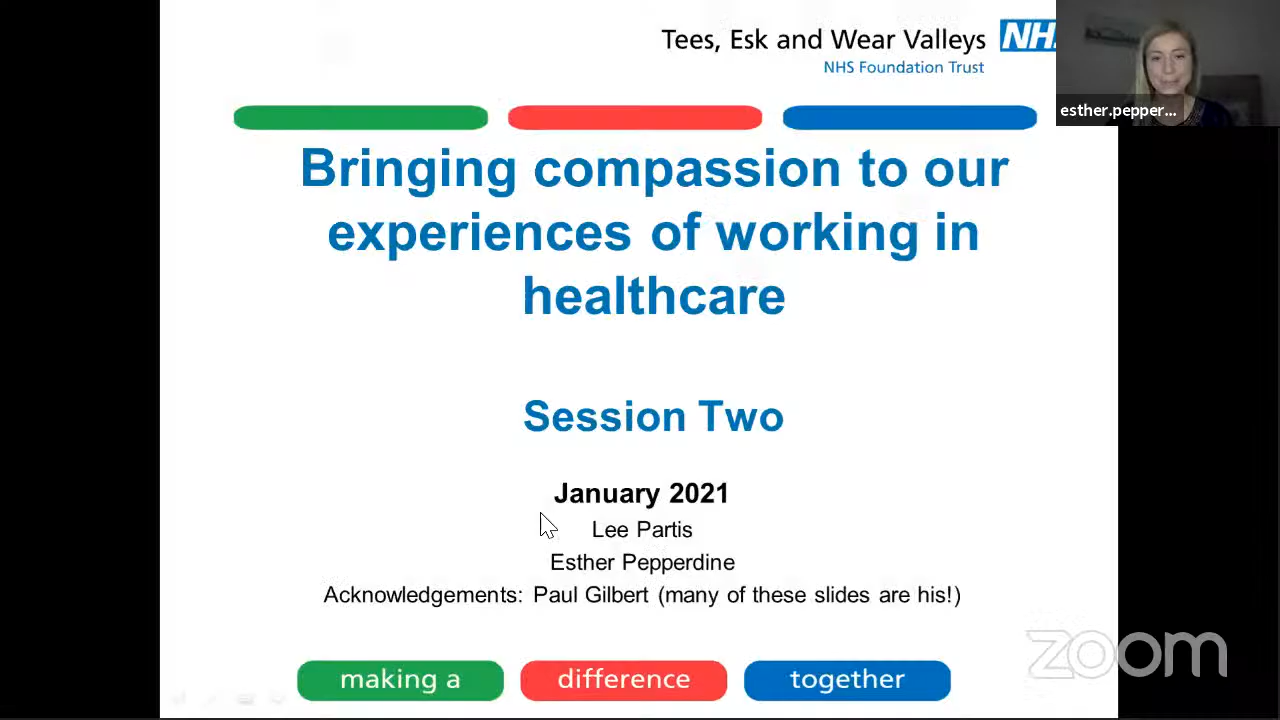 Tees, Esk and Wear Valleys NH
NHS Foundation Trust
esther.pepper...
Bringing compassion to our
experiences of working in
healthcare
Session Two
January 2021
Lee Partis
Esther Pepperdine
Acknowledgements: Paul Gilbert (many of these slides are his!)
zoom
making a difference together